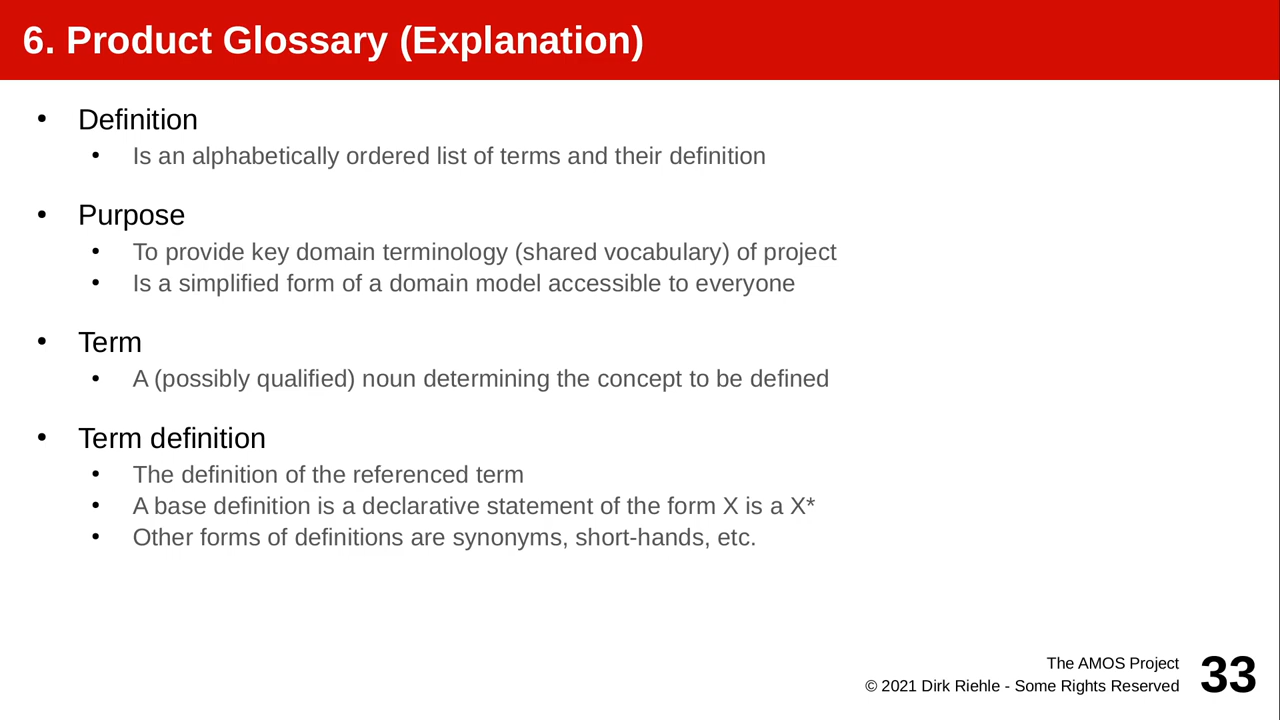 6. Product Glossary (Explanation)
• Definition
• Is an alphabetically ordered list of terms and their definition
• Purpose
• To provide key domain terminology (shared vocabulary) of project
• Is a simplified form of a domain model accessible to everyone
• Term
• A (possibly qualified) noun determining the concept to be defined
• Term definition
• The definition of the referenced term
• A base definition is a declarative statement of the form X is a X*
• Other forms of definitions are synonyms, short-hands, etc.
The AMOS Project
© 2021 Dirk Riehle - Some Rights Reserved
33